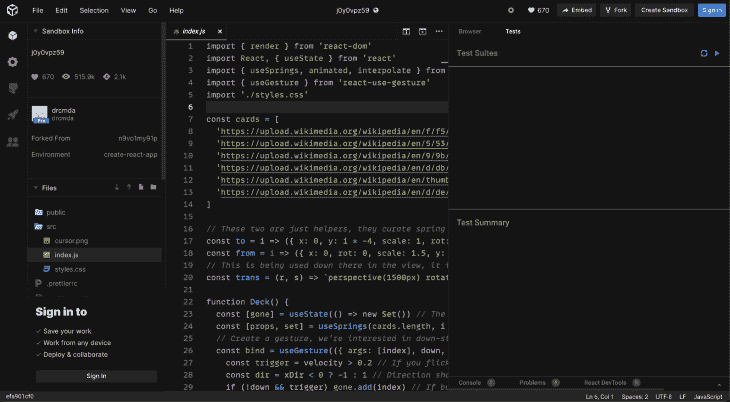 File Edit Selection View Go Help
j0y0vpz59
670
Embed
Fork
Create Sandbox
Sign in
Sandbox Info
j0y0vpz59
670 515.9k 2.1k
drcmda
drcmda
Pro
Forked From n9vo1my91p
Environment create-react-app
Files
public
src
cursor.png
index.js
styles.css
.prettierrc
Sign in to
Save your work
Work from any device
Deploy & collaborate
Sign In
index.js
1 import { render } from 'react-dom'
2 import React, { useState } from 'react'
3 import { useSprings, animated, interpolate } from
4 import { useGesture } from 'react-use-gesture'
5 import './styles.css'
6
7 const cards = [
8 'https://upload.wikimedia.org/wikipedia/en/f/f5/
9 'https://upload.wikimedia.org/wikipedia/en/5/53/
10 'https://upload.wikimedia.org/wikipedia/en/9/9b/
11 'https://upload.wikimedia.org/wikipedia/en/d/db/
12 'https://upload.wikimedia.org/wikipedia/en/thumb
13 'https://upload.wikimedia.org/wikipedia/en/d/de/
14 ]
15
16 // These two are just helpers, they curate spring
17 const to = i => ({ x: 0, y: i * -4, scale: 1, rot:
18 const from = i => ({ x: 0, rot: 0, scale: 1.5, y:
19 // This is being used down there in the view, it i
20 const trans = (r, s) => `perspective(1500px) rotat
21
22 function Deck() {
23 const [gone] = useState(() => new Set()) // The
24 const [props, set] = useSprings(cards.length, i
25 // Create a gesture, we're interested in down-st
26 const bind = useGesture(({ args: [index], down,
27 const trigger = velocity > 0.2 // If you flick
28 const dir = xDir < 0 ? -1 : 1 // Direction sho
29 if (!down && trigger) gone.add(index) // If bu
Browser Tests
Test Suites
Test Summary
Console Problems React DevTools
efa901cf0
Ln 6, Col 1 Spaces: 2 UTF-8 LF JavaScript